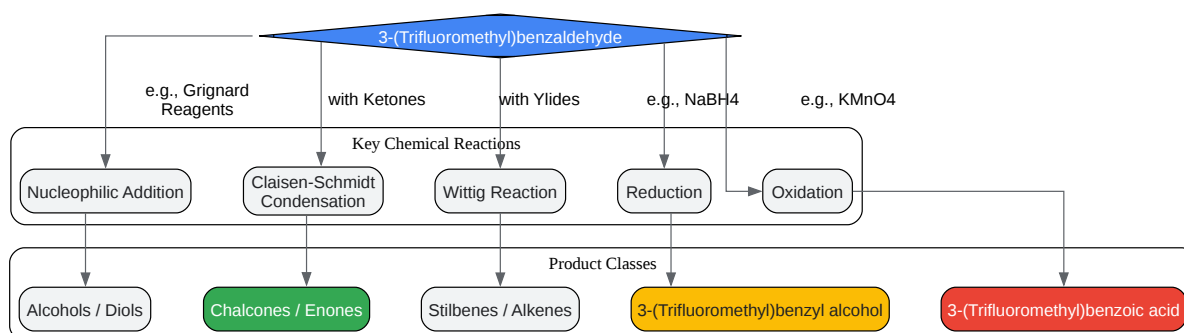 3-(Trifluoromethyl)benzaldehyde
e.g., Grignard
Reagents
with Ketones
with Ylides
e.g., NaBH4
e.g., KMnO4
Key Chemical Reactions
Nucleophilic Addition
Claisen-Schmidt
Condensation
Wittig Reaction
Reduction
Oxidation
Product Classes
Alcohols / Diols
Chalcones / Enones
Stilbenes / Alkenes
3-(Trifluoromethyl)benzyl alcohol
3-(Trifluoromethyl)benzoic acid